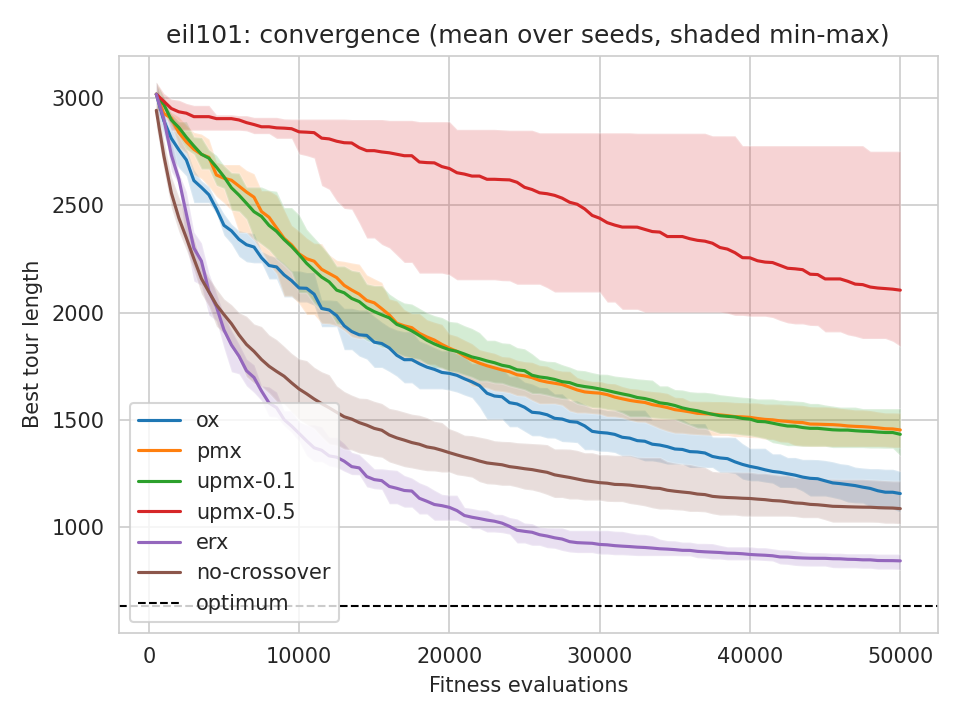 eil101: convergence (mean over seeds, shaded min-max)
Best tour length
3000
2500
2000
1500
1000
ox
pmx
upmx-0.1
upmx-0.5
erx
no-crossover
optimum
0 10000 20000 30000 40000 50000
Fitness evaluations